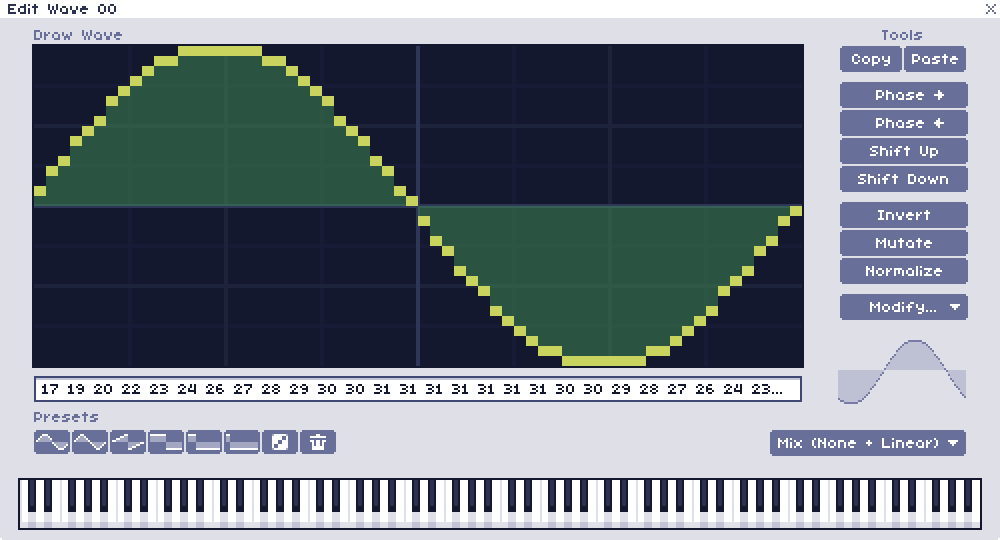 Edit Wave 00
Draw Wave
Tools
Copy Paste
Phase →
Phase ←
Shift Up
Shift Down
Invert
Mutate
Normalize
Modify...
17 19 20 22 23 24 26 27 28 29 30 30 31 31 31 31 31 31 31 30 30 29 28 27 26 24 23...
Presets
Mix (None + Linear)